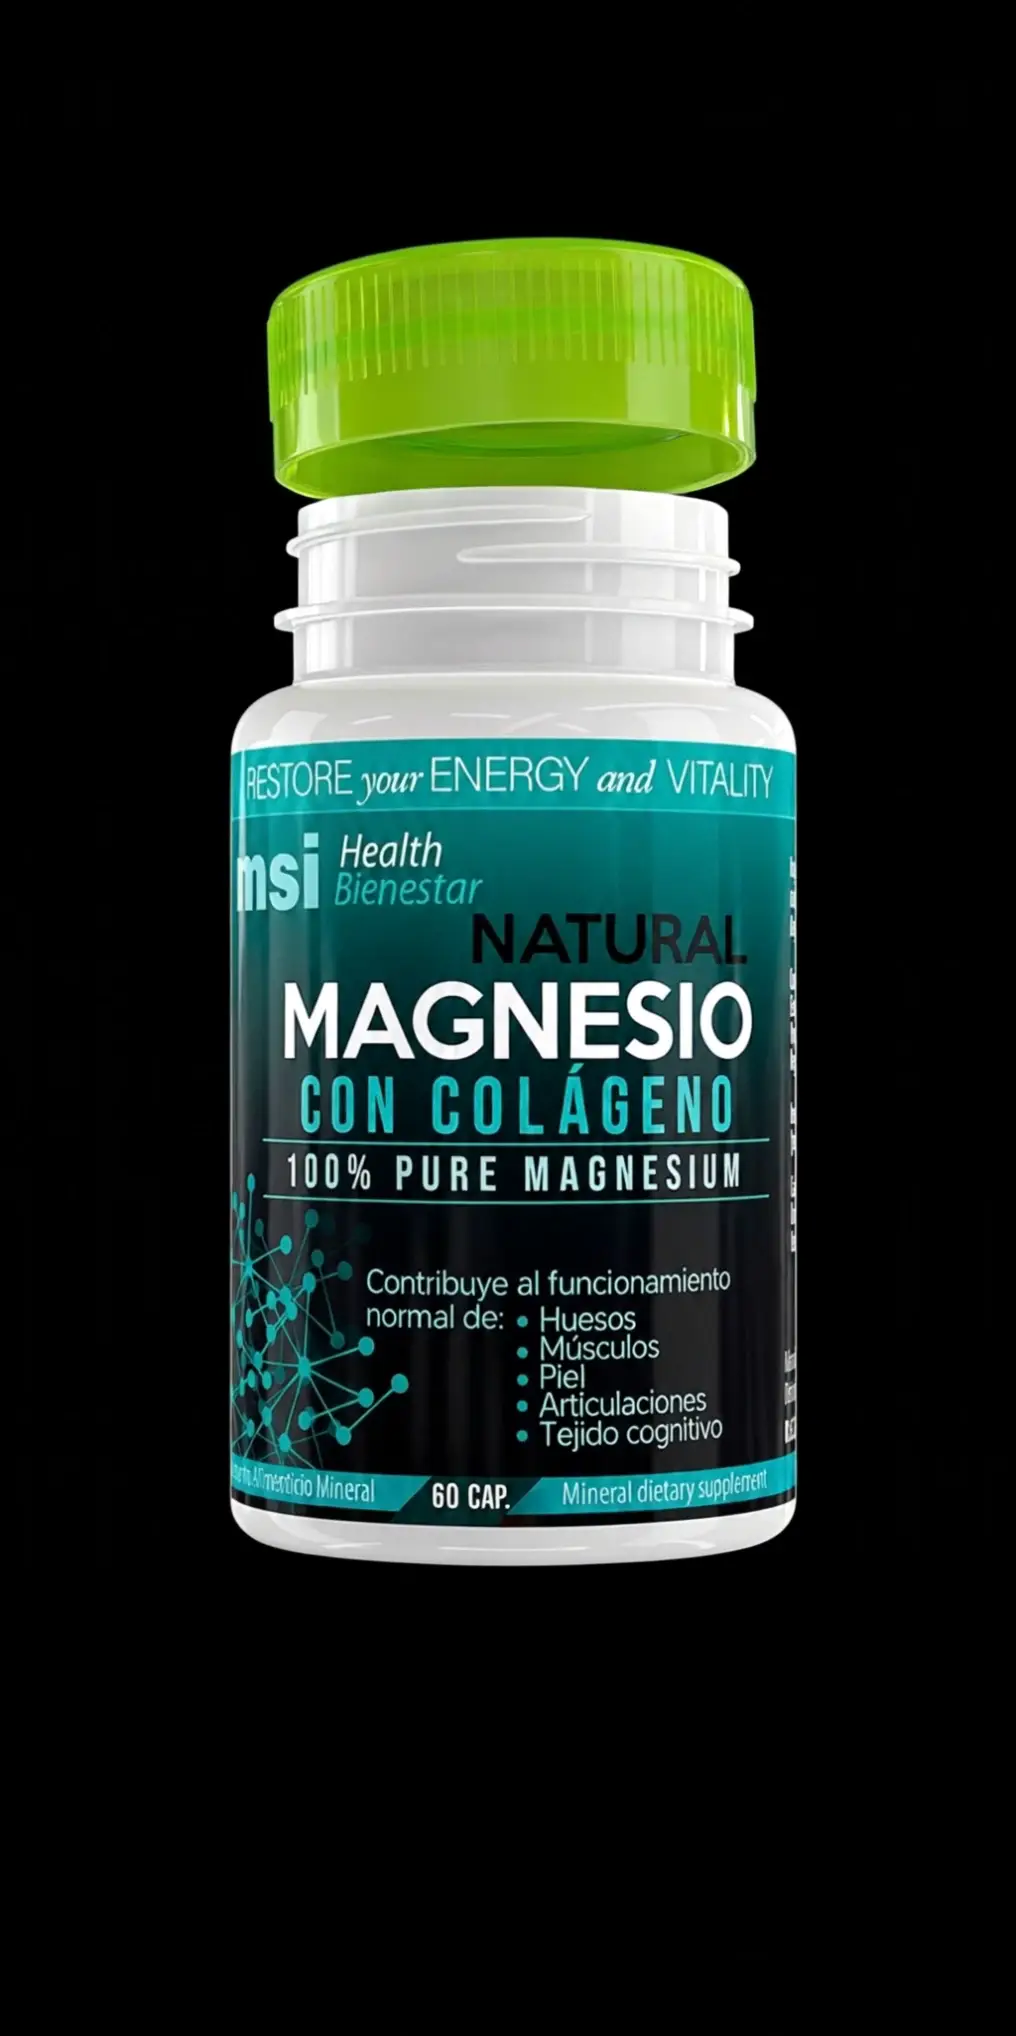 RESTORE your ENERGY and VITALITY
msi Health
Bienestar
NATURAL
MAGNESIO
CON COLÁGENO
100% PURE MAGNESIUM
Contribuye al funcionamiento
normal de: • Huesos
• Músculos
• Piel
• Articulaciones
• Tejido cognitivo
Alimenticio Mineral 60 CAP. Mineral dietary supplement